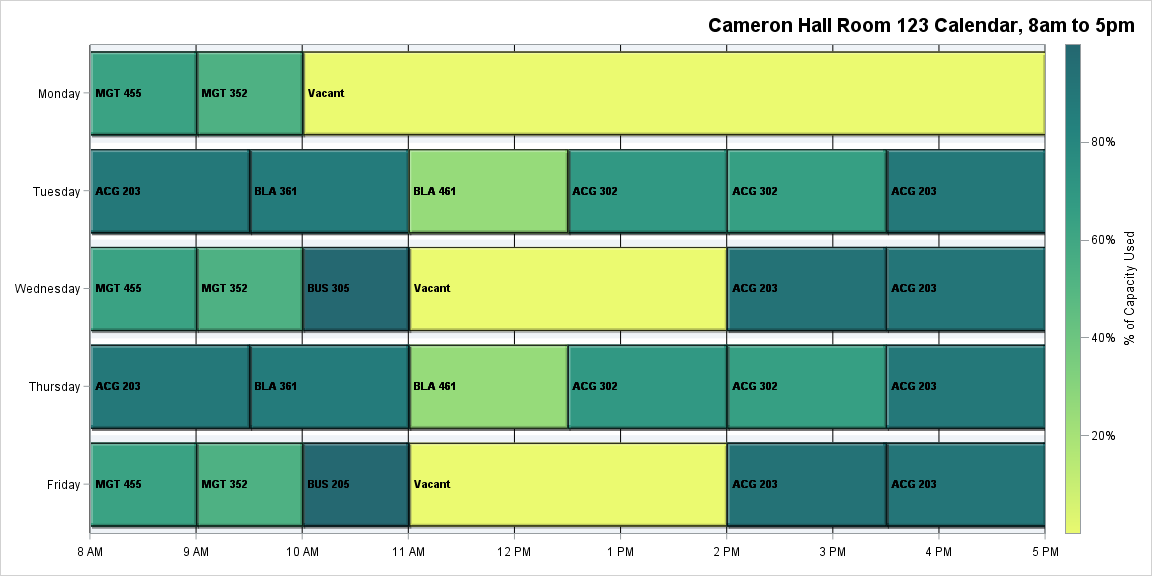 Cameron Hall Room 123 Calendar, 8am to 5pm
Monday
MGT 455
MGT 352
Vacant
Tuesday
ACG 203
BLA 361
BLA 461
ACG 302
ACG 302
ACG 203
Wednesday
MGT 455
MGT 352
BUS 305
Vacant
ACG 203
ACG 203
Thursday
ACG 203
BLA 361
BLA 461
ACG 302
ACG 302
ACG 203
Friday
MGT 455
MGT 352
BUS 205
Vacant
ACG 203
ACG 203
8 AM
9 AM
10 AM
11 AM
12 PM
1 PM
2 PM
3 PM
4 PM
5 PM
80%
60%
40%
20%
% of Capacity Used